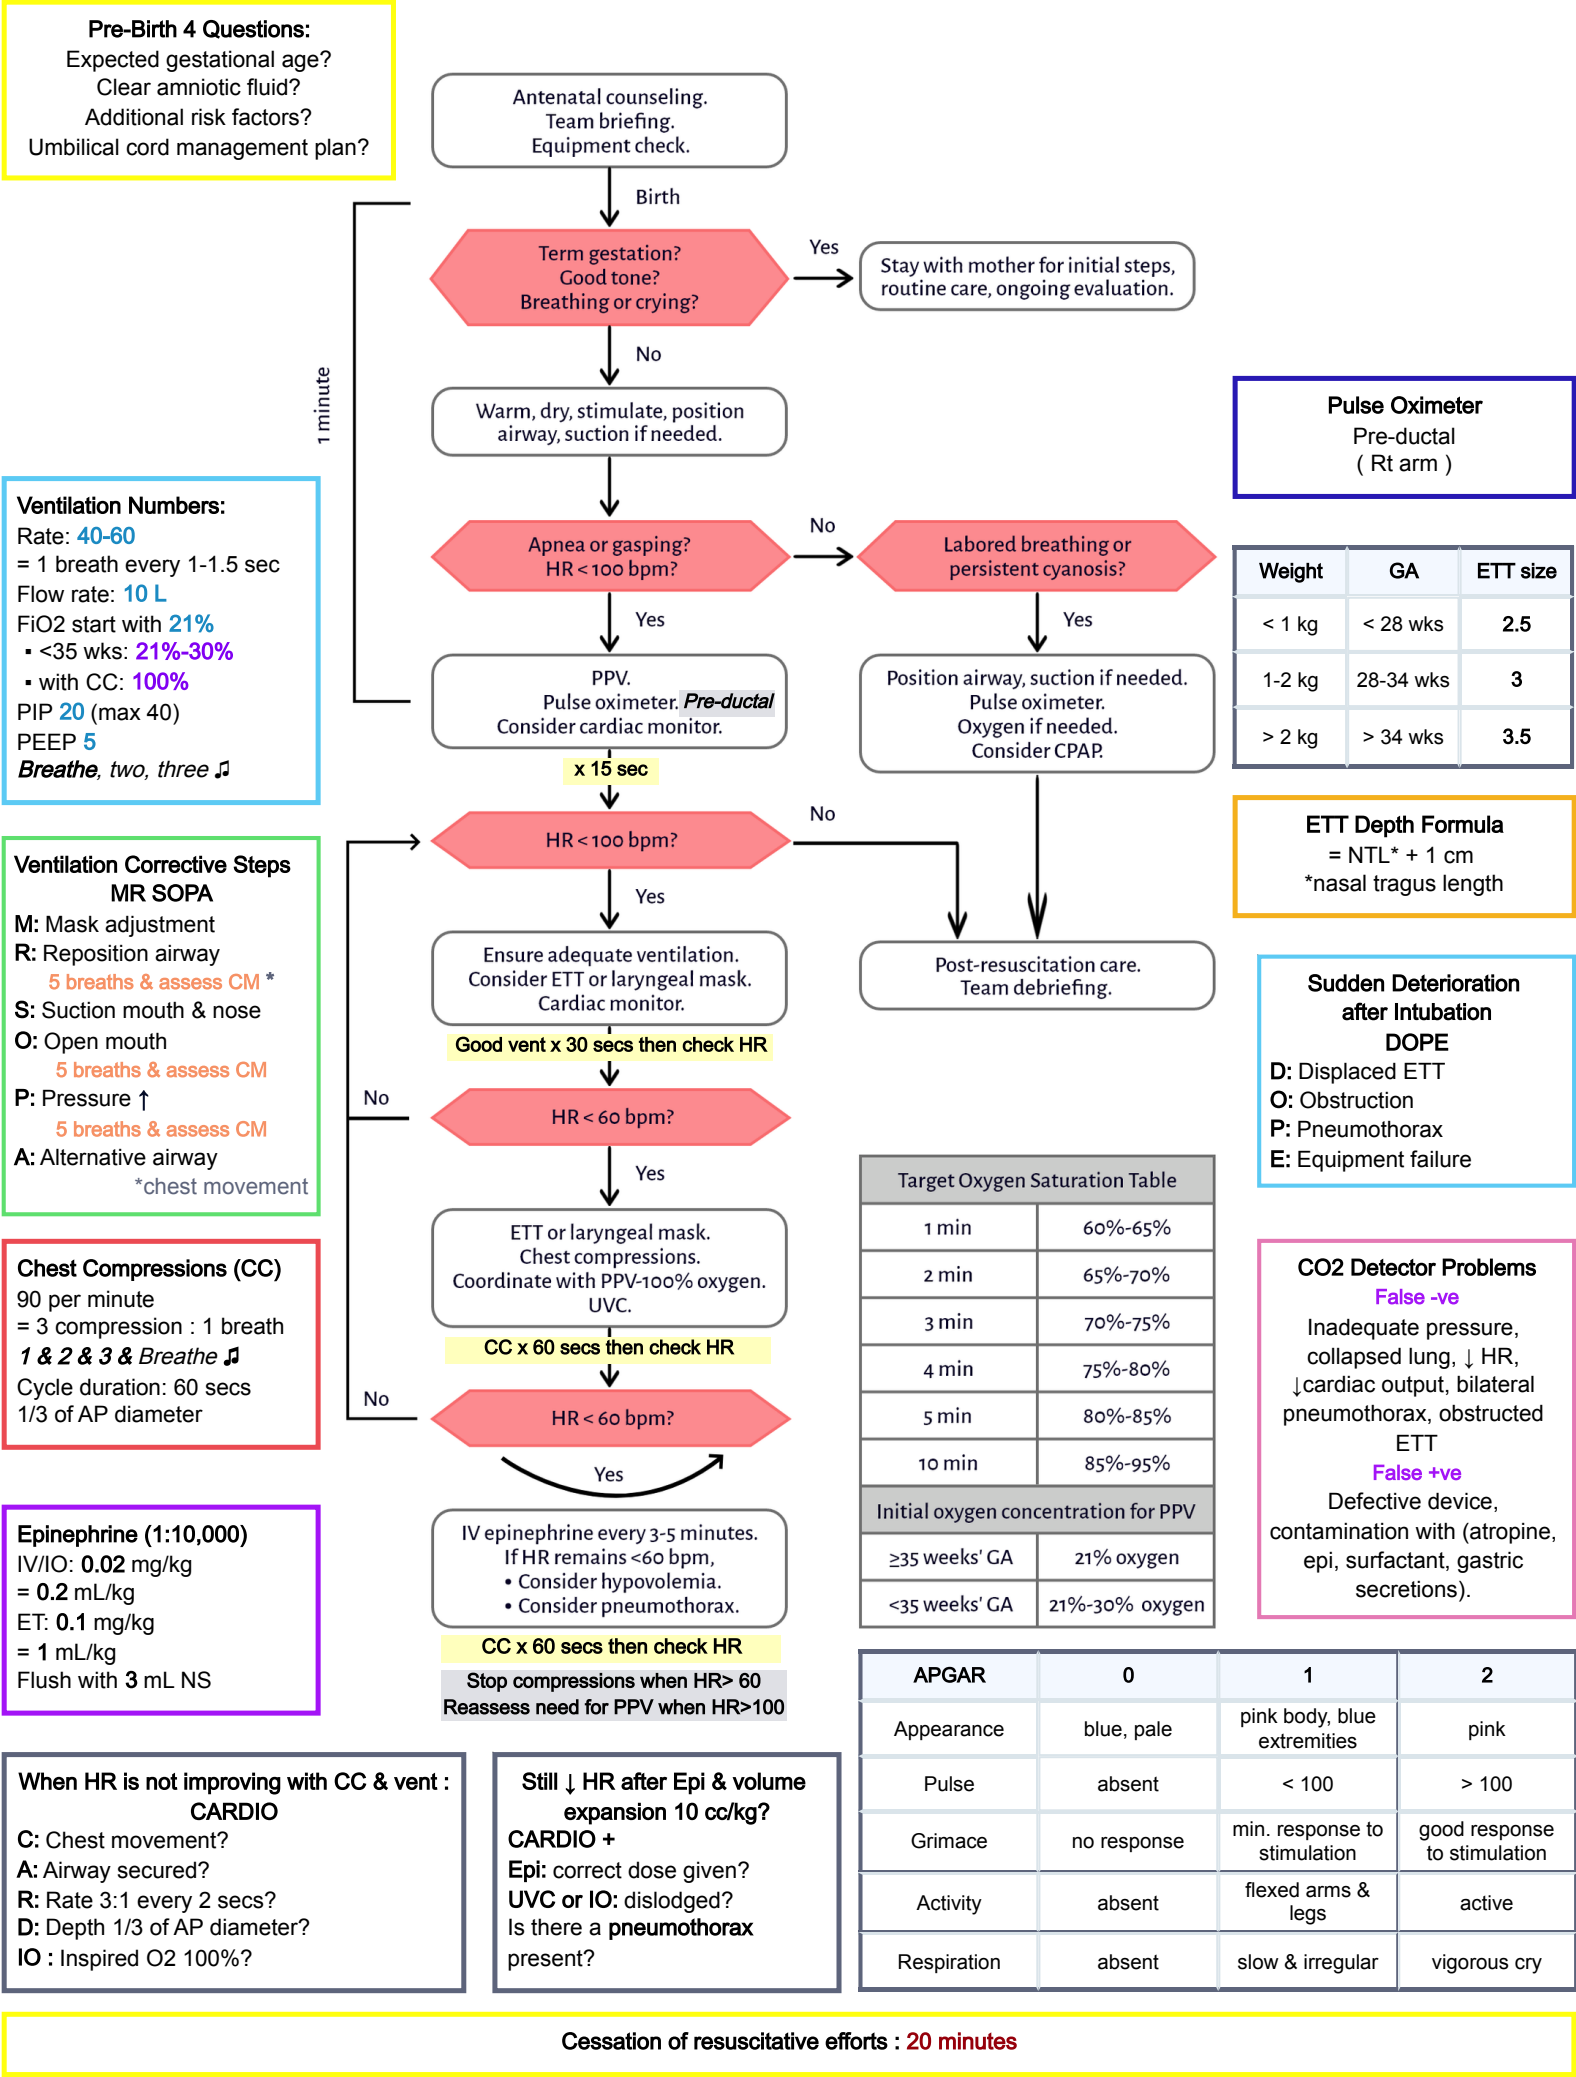 Pre-Birth 4 Questions:
Expected gestational age?
Clear amniotic fluid?
Additional risk factors?
Umbilical cord management plan?
Antenatal counseling.
Team briefing.
Equipment check.
Birth
1 minute
Term gestation?
Good tone?
Breathing or crying?
Yes
Stay with mother for initial steps,
routine care, ongoing evaluation.
No
Warm, dry, stimulate, position
airway, suction if needed.
Apnea or gasping?
HR < 100 bpm?
No
Labored breathing or
persistent cyanosis?
Yes
Yes
PPV.
Pulse oximeter. Pre-ductal
Consider cardiac monitor.
Position airway, suction if needed.
Pulse oximeter.
Oxygen if needed.
Consider CPAP.
x 15 sec
HR < 100 bpm?
No
Yes
Ensure adequate ventilation.
Consider ETT or laryngeal mask.
Cardiac monitor.
Post-resuscitation care.
Team debriefing.
Good vent x 30 secs then check HR
No
HR < 60 bpm?
Yes
ETT or laryngeal mask.
Chest compressions.
Coordinate with PPV-100% oxygen.
UVC.
CC x 60 secs then check HR
No
HR < 60 bpm?
Yes
IV epinephrine every 3-5 minutes.
If HR remains <60 bpm,
• Consider hypovolemia.
• Consider pneumothorax.
CC x 60 secs then check HR
Stop compressions when HR> 60
Reassess need for PPV when HR>100
Ventilation Numbers:
Rate: 40-60
= 1 breath every 1-1.5 sec
Flow rate: 10 L
FiO2 start with 21%
▪ <35 wks: 21%-30%
▪ with CC: 100%
PIP 20 (max 40)
PEEP 5
Breathe, two, three ♫
Ventilation Corrective Steps
MR SOPA
M: Mask adjustment
R: Reposition airway
5 breaths & assess CM *
S: Suction mouth & nose
O: Open mouth
5 breaths & assess CM
P: Pressure ↑
5 breaths & assess CM
A: Alternative airway
*chest movement
Chest Compressions (CC)
90 per minute
= 3 compression : 1 breath
1 & 2 & 3 & Breathe ♫
Cycle duration: 60 secs
1/3 of AP diameter
Epinephrine (1:10,000)
IV/IO: 0.02 mg/kg
= 0.2 mL/kg
ET: 0.1 mg/kg
= 1 mL/kg
Flush with 3 mL NS
When HR is not improving with CC & vent :
CARDIO
C: Chest movement?
A: Airway secured?
R: Rate 3:1 every 2 secs?
D: Depth 1/3 of AP diameter?
IO : Inspired O2 100%?
Still ↓ HR after Epi & volume
expansion 10 cc/kg?
CARDIO +
Epi: correct dose given?
UVC or IO: dislodged?
Is there a pneumothorax
present?
Pulse Oximeter
Pre-ductal
( Rt arm )
Weight GA ETT size
< 1 kg < 28 wks 2.5
1-2 kg 28-34 wks 3
> 2 kg > 34 wks 3.5
ETT Depth Formula
= NTL* + 1 cm
*nasal tragus length
Sudden Deterioration
after Intubation
DOPE
D: Displaced ETT
O: Obstruction
P: Pneumothorax
E: Equipment failure
Target Oxygen Saturation Table
1 min 60%-65%
2 min 65%-70%
3 min 70%-75%
4 min 75%-80%
5 min 80%-85%
10 min 85%-95%
Initial oxygen concentration for PPV
≥35 weeks' GA 21% oxygen
<35 weeks' GA 21%-30% oxygen
CO2 Detector Problems
False -ve
Inadequate pressure,
collapsed lung, ↓ HR,
↓cardiac output, bilateral
pneumothorax, obstructed
ETT
False +ve
Defective device,
contamination with (atropine,
epi, surfactant, gastric
secretions).
APGAR 0 1 2
Appearance blue, pale pink body, blue extremities pink
Pulse absent < 100 > 100
Grimace no response min. response to stimulation good response to stimulation
Activity absent flexed arms & legs active
Respiration absent slow & irregular vigorous cry
Cessation of resuscitative efforts : 20 minutes